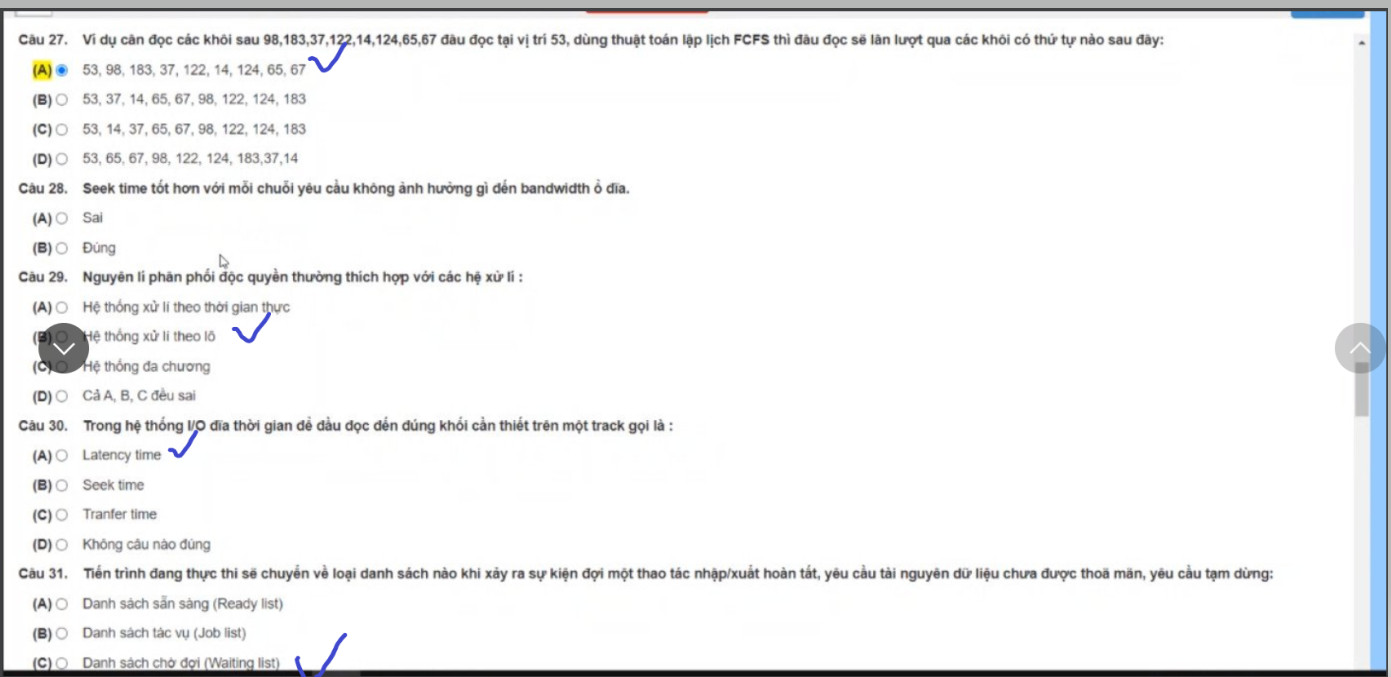 Câu 27. Ví dụ cần đọc các khối sau 98,183,37,122,14,124,65,67 đầu đọc tại vị trí 53, dùng thuật toán lập lịch FCFS thì đầu đọc sẽ lần lượt qua các khối có thứ tự nào sau đây:
(A) 53, 98, 183, 37, 122, 14, 124, 65, 67
(B) 53, 37, 14, 65, 67, 98, 122, 124, 183
(C) 53, 14, 37, 65, 67, 98, 122, 124, 183
(D) 53, 65, 67, 98, 122, 124, 183,37,14
Câu 28. Seek time tốt hơn với mỗi chuỗi yêu cầu không ảnh hưởng gì đến bandwidth ổ đĩa.
(A) Sai
(B) Đúng
Câu 29. Nguyên lí phân phối độc quyền thường thích hợp với các hệ xử lí :
(A) Hệ thống xử lí theo thời gian thực
(B) Hệ thống xử lí theo lô
(C) Hệ thống đa chương
(D) Cả A, B, C đều sai
Câu 30. Trong hệ thống I/O đĩa thời gian để đầu đọc đến đúng khối cần thiết trên một track gọi là :
(A) Latency time
(B) Seek time
(C) Tranfer time
(D) Không câu nào đúng
Câu 31. Tiến trình đang thực thi sẽ chuyển về loại danh sách nào khi xảy ra sự kiện đợi một thao tác nhập/xuất hoàn tất, yêu cầu tài nguyên dữ liệu chưa được thoã mãn, yêu cầu tạm dừng:
(A) Danh sách sẵn sàng (Ready list)
(B) Danh sách tác vụ (Job list)
(C) Danh sách chờ đợi (Waiting list)